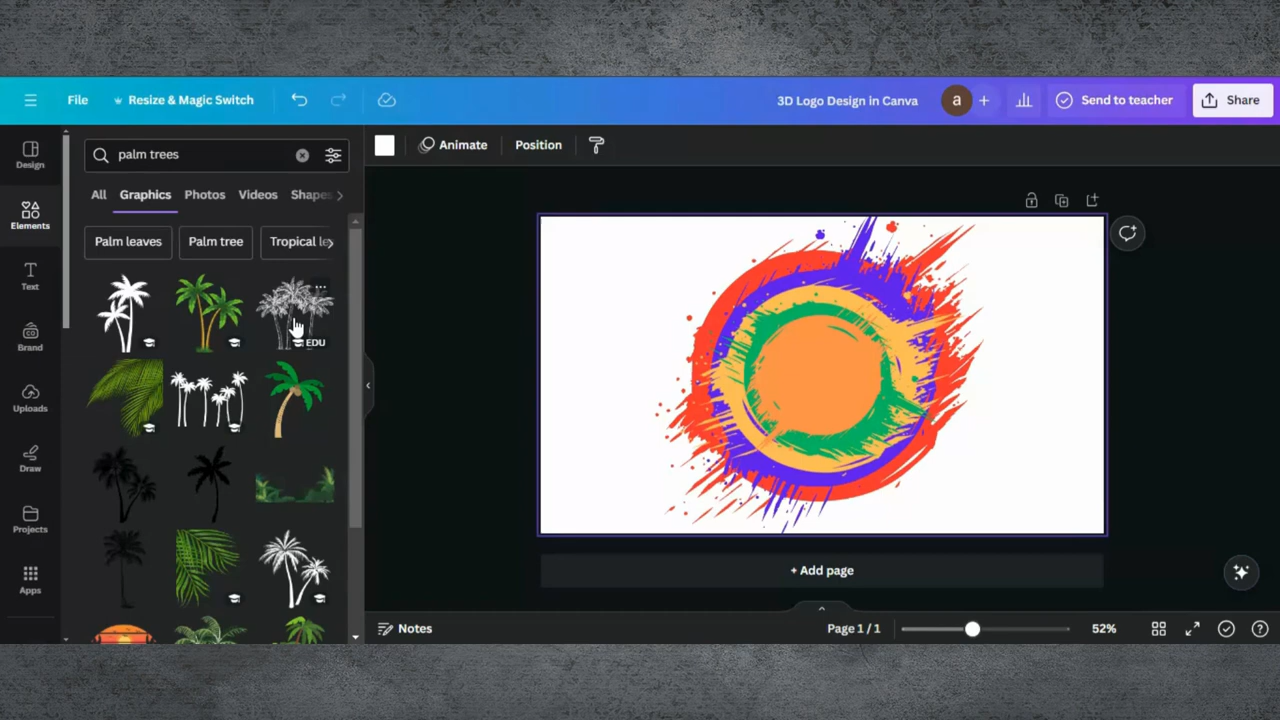 File
Resize & Magic Switch
3D Logo Design in Canva
a
Send to teacher
Share
Design
Elements
Text
Brand
Uploads
Draw
Projects
Apps
palm trees
All
Graphics
Photos
Videos
Shapes
Palm leaves
Palm tree
Tropical le
EDU
Animate
Position
+ Add page
Notes
Page 1 / 1
52%